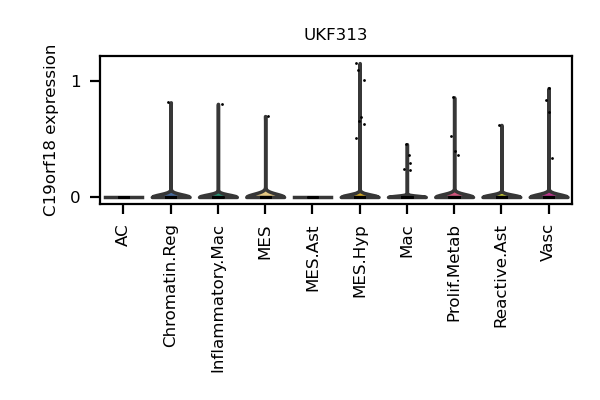 UKF313
C19orf18 expression
1
0
AC
Chromatin.Reg
Inflammatory.Mac
MES
MES.Ast
MES.Hyp
Mac
Prolif.Metab
Reactive.Ast
Vasc